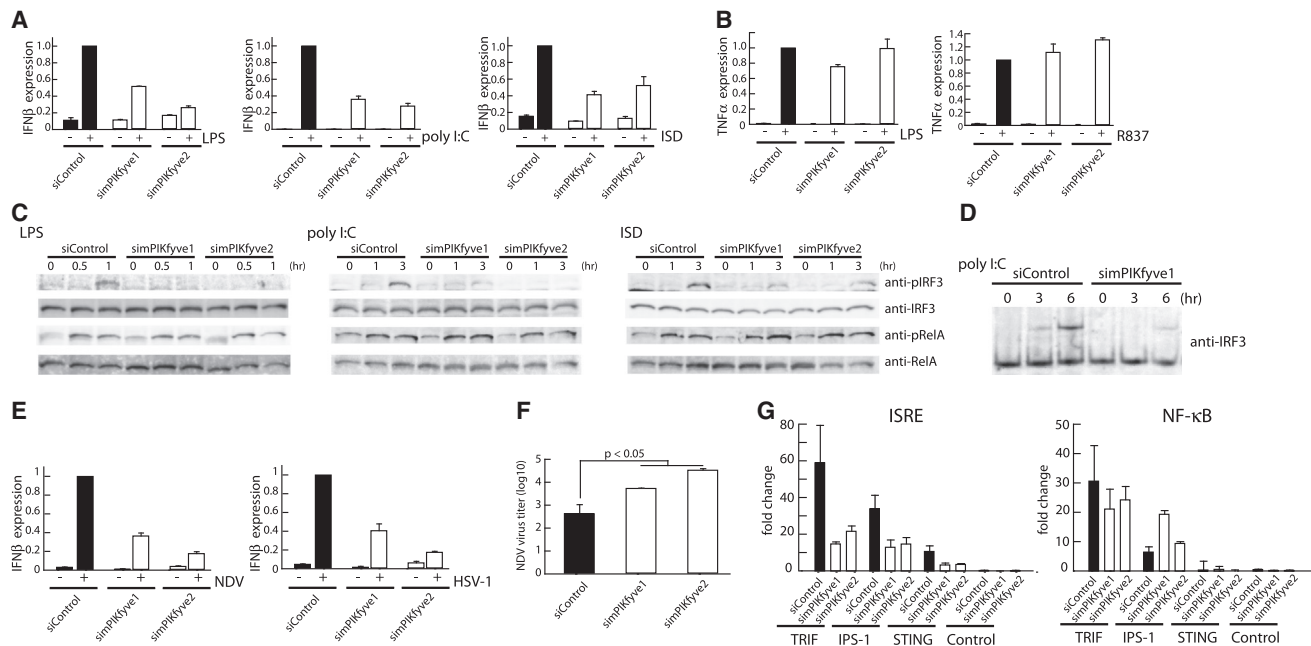 A
IFNβ expression
1.0
0.8
0.6
0.4
0.2
0
- + - + - + LPS
siControl simPIKfyve1 simPIKfyve2
IFNβ expression
1.0
0.8
0.6
0.4
0.2
0
- + - + - + poly I:C
siControl simPIKfyve1 simPIKfyve2
IFNβ expression
1.0
0.8
0.6
0.4
0.2
0
- + - + - + ISD
siControl simPIKfyve1 simPIKfyve2
B
TNFα expression
1.0
0.8
0.6
0.4
0.2
0
- + - + - + LPS
siControl simPIKfyve1 simPIKfyve2
TNFα expression
1.4
1.2
1.0
0.8
0.6
0.4
0.2
0
- + - + - + R837
siControl simPIKfyve1 simPIKfyve2
C
LPS
siControl simPIKfyve1 simPIKfyve2
0 0.5 1 0 0.5 1 0 0.5 1 (hr)
poly I:C
siControl simPIKfyve1 simPIKfyve2
0 1 3 0 1 3 0 1 3 (hr)
ISD
siControl simPIKfyve1 simPIKfyve2
0 1 3 0 1 3 0 1 3 (hr)
anti-pIRF3
anti-IRF3
anti-pRelA
anti-RelA
D
poly I:C
siControl simPIKfyve1
0 3 6 0 3 6 (hr)
anti-IRF3
E
IFNβ expression
1
0.8
0.6
0.4
0.2
0
- + - + - + NDV
siControl simPIKfyve1 simPIKfyve2
IFNβ expression
1
0.8
0.6
0.4
0.2
0
- + - + - + HSV-1
siControl simPIKfyve1 simPIKfyve2
F
NDV virus titer (log10)
5
4
3
2
1
0
p < 0.05
siControl simPIKfyve1 simPIKfyve2
G
ISRE
fold change
80
60
40
20
0
siControl simPIKfyve1 simPIKfyve2 siControl simPIKfyve1 simPIKfyve2 siControl simPIKfyve1 simPIKfyve2 siControl simPIKfyve1 simPIKfyve2
TRIF IPS-1 STING Control
NF-κB
fold change
50
40
30
20
10
0
siControl simPIKfyve1 simPIKfyve2 siControl simPIKfyve1 simPIKfyve2 siControl simPIKfyve1 simPIKfyve2 siControl simPIKfyve1 simPIKfyve2
TRIF IPS-1 STING Control